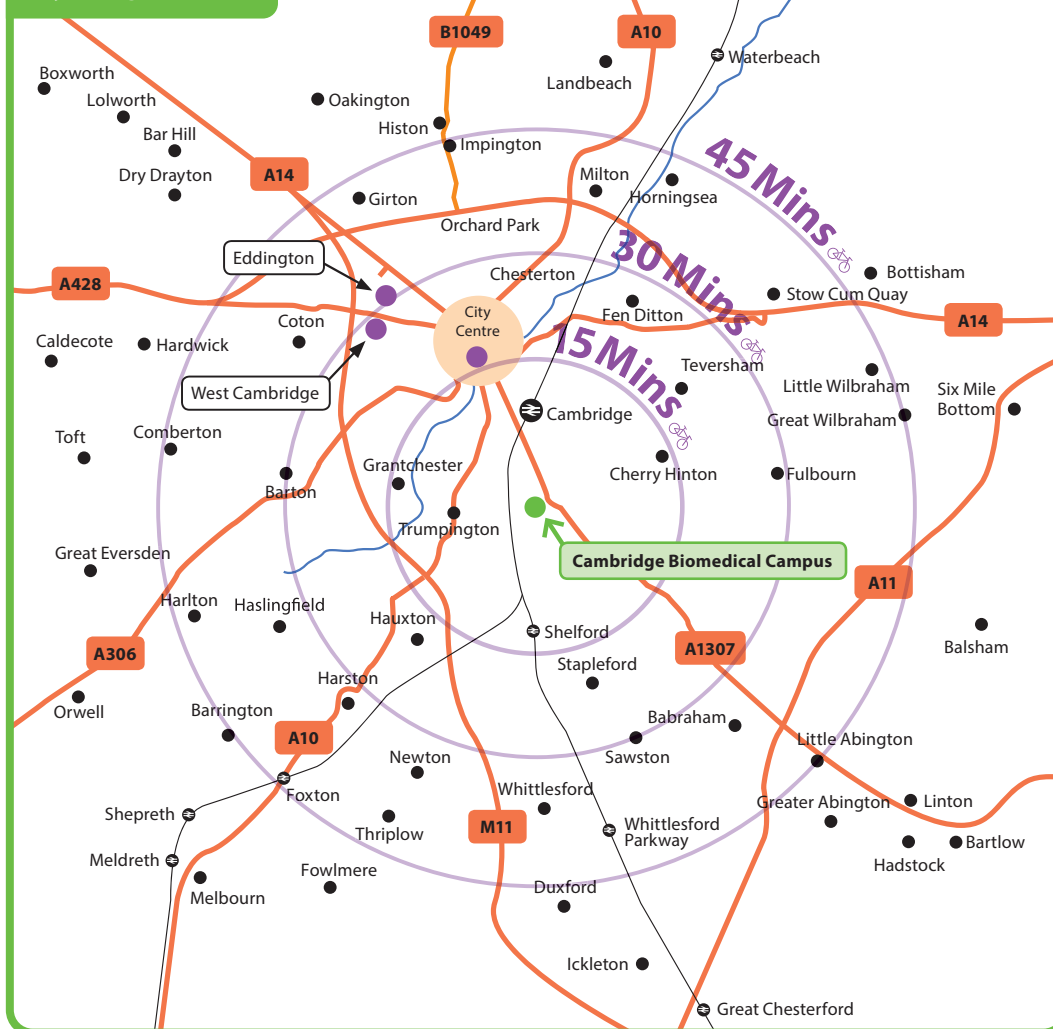 B1049
A10
Waterbeach
Landbeach
Boxworth
Lolworth
Oakington
Bar Hill
Histon
Impington
45 Mins
Dry Drayton
A14
Milton
Girton
Horningsea
Orchard Park
30 Mins
Eddington
Chesterton
Bottisham
A428
Stow Cum Quay
City
Centre
Fen Ditton
A14
Coton
Caldecote
Hardwick
15 Mins
Teversham
West Cambridge
Little Wilbraham
Six Mile
Bottom
Cambridge
Great Wilbraham
Comberton
Toft
Grantchester
Cherry Hinton
Fulbourn
Barton
Trumpington
Great Eversden
Cambridge Biomedical Campus
A11
Harlton
Haslingfield
Hauxton
Shelford
A306
A1307
Balsham
Stapleford
Harston
Orwell
Barrington
Babraham
A10
Little Abington
Sawston
Newton
Foxton
Whittlesford
Greater Abington
Linton
Shepreth
Thriplow
M11
Whittlesford
Parkway
Bartlow
Hadstock
Meldreth
Fowlmere
Melbourn
Duxford
Ickleton
Great Chesterford